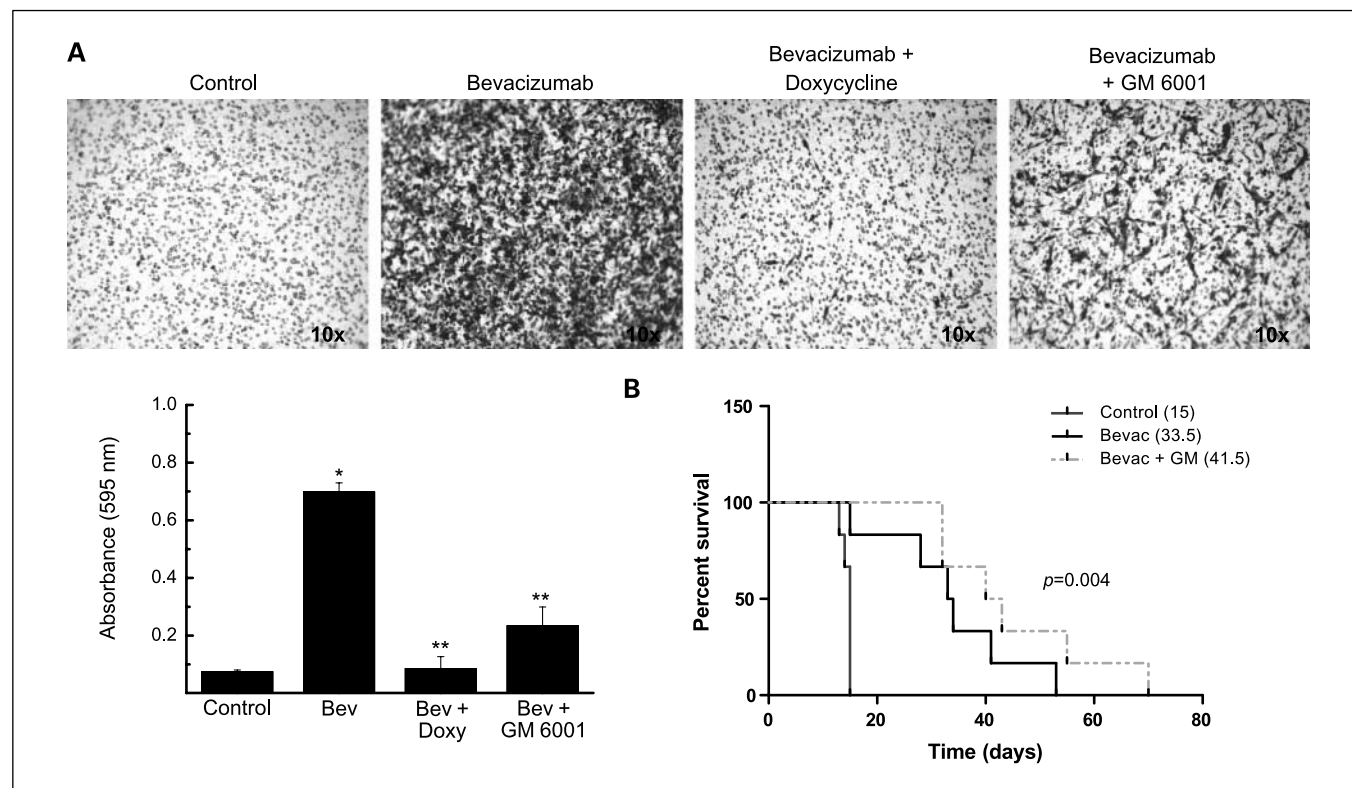 A
Control
Bevacizumab
Bevacizumab +
Doxycycline
Bevacizumab
+ GM 6001
10x
10x
10x
10x
Absorbance (595 nm)
1.0
0.8
0.6
0.4
0.2
*
**
**
Control
Bev
Bev +
Doxy
Bev +
GM 6001
B
Percent survival
150
100
50
0
0
20
40
60
80
Time (days)
Control (15)
Bevac (33.5)
Bevac + GM (41.5)
p=0.004